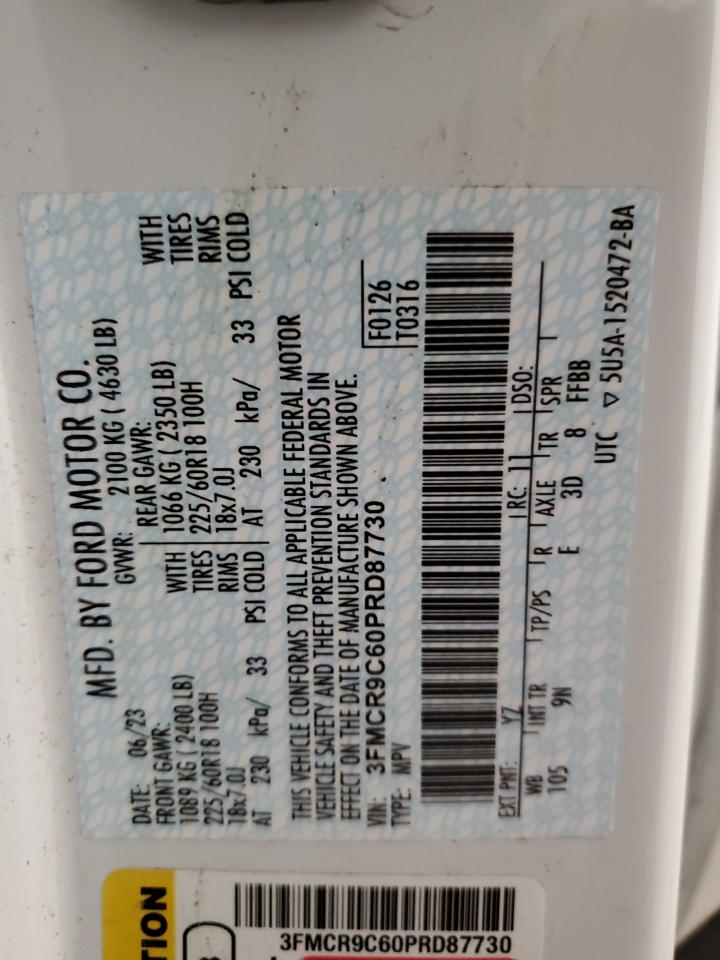 MFD. BY FORD MOTOR CO.
DATE: 06/23
GVWR: 2100 KG ( 4630 LB)
FRONT GAWR:
REAR GAWR:
1089 KG ( 2400 LB)
WITH
1066 KG ( 2350 LB)
WITH
225/60R18 100H
TIRES
225/60R18 100H
TIRES
18x7.0J
RIMS
18x7.0J
RIMS
AT 230 kPa/ 33 PSI COLD
AT 230 kPa/ 33 PSI COLD
THIS VEHICLE CONFORMS TO ALL APPLICABLE FEDERAL MOTOR
VEHICLE SAFETY AND THEFT PREVENTION STANDARDS IN
EFFECT ON THE DATE OF MANUFACTURE SHOWN ABOVE.
VIN: 3FMCR9C60PRD87730
F0126
TYPE: MPV
T0316
EXT PNT: YZ
RC: 11
DSO:
WB
INT TR
TP/PS
R
AXLE
TR
SPR
105
9N
E
3D
8
FFBB
UTC ▽ 5U5A-1520472-BA
3FMCR9C60PRD87730